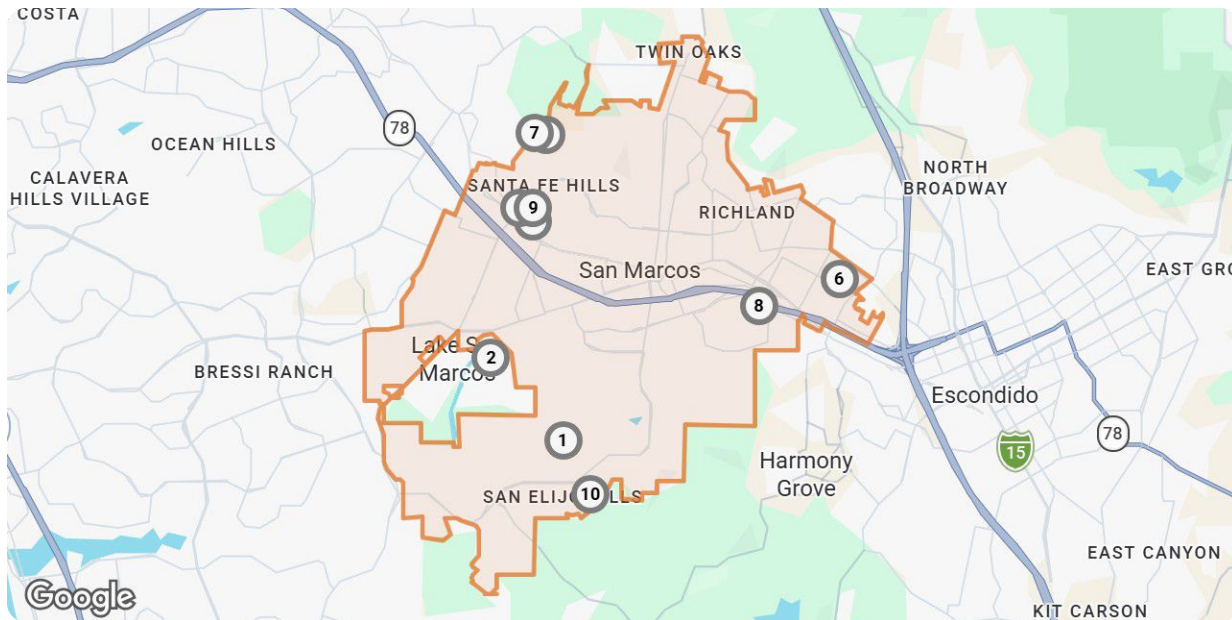 COSTA
TWIN OAKS
78
7
OCEAN HILLS
CALAVERA
HILLS VILLAGE
NORTH
BROADWAY
SANTA FE HILLS
9
RICHLAND
San Marcos
6
EAST GRO
8
Lake S
Marcos
2
BRESSI RANCH
Escondido
78
15
1
Harmony
Grove
SAN ELIJO
10
EAST CANYON
Google
KIT CARSON